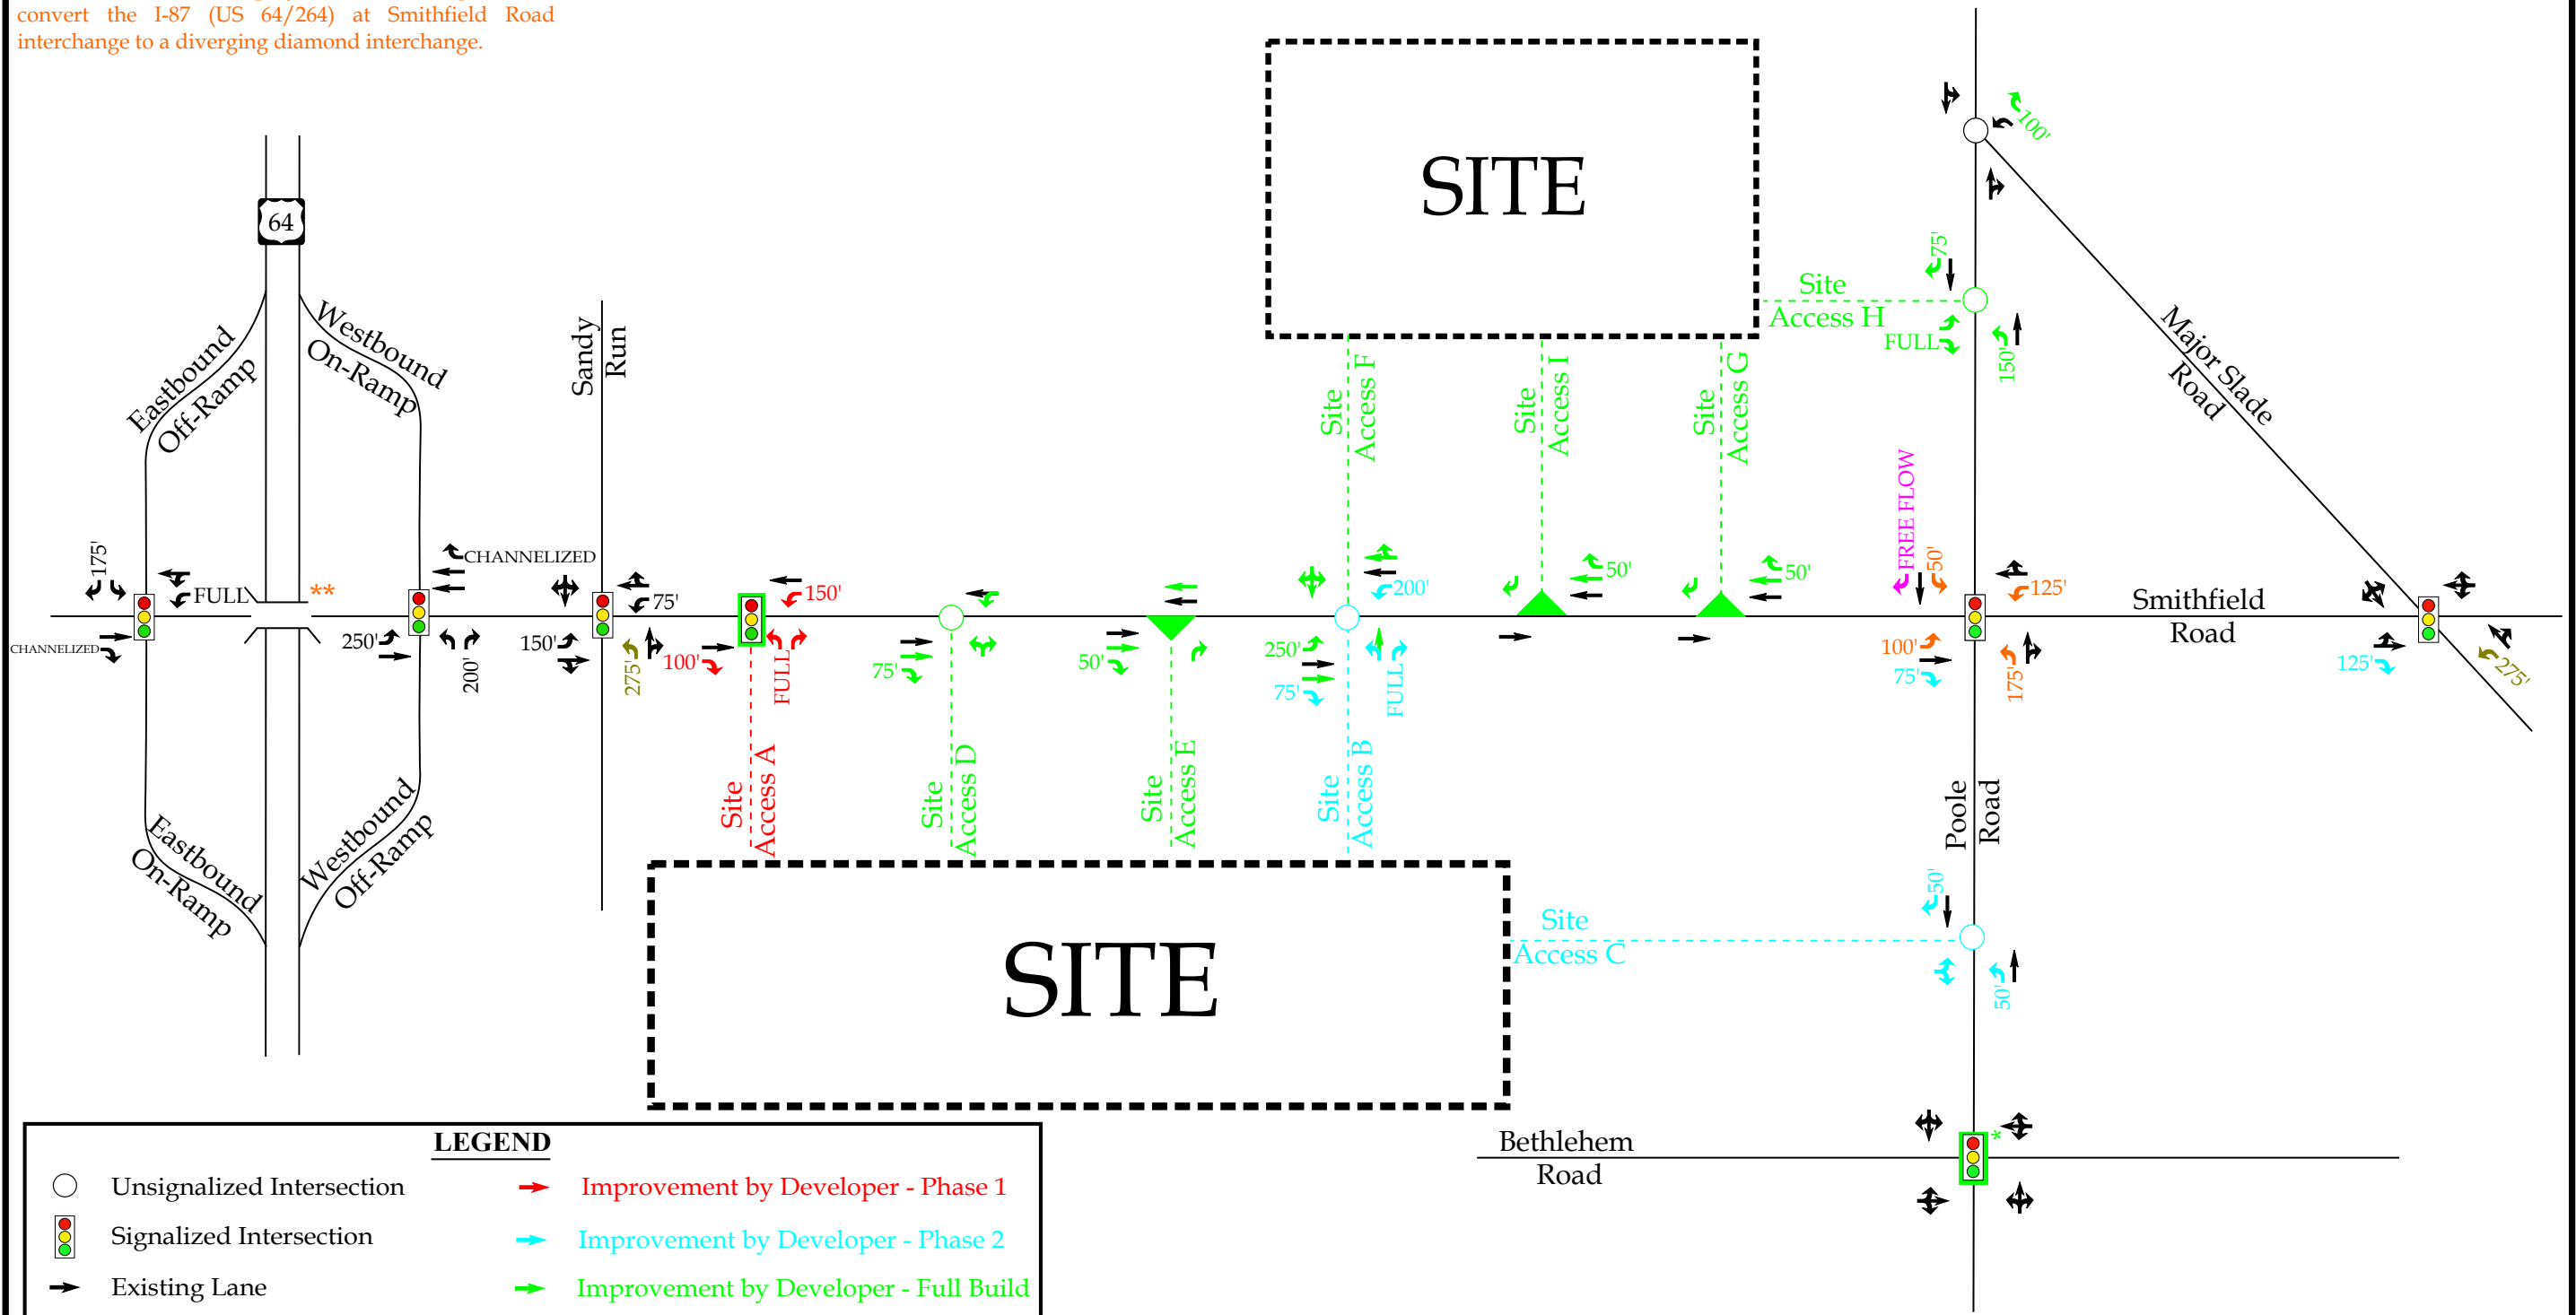 convert the I-87 (US 64/264) at Smithfield Road
interchange to a diverging diamond interchange.
64
SITE
100'
75'
Site
Access H
FULL
150'
Major Slade
Road
Eastbound
Off-Ramp
Westbound
On-Ramp
Sandy
Run
Site
Access F
Site
Access I
Site
Access G
FREE FLOW
50'
175'
FULL
**
CHANNELIZED
75'
150'
200'
50'
50'
125'
Smithfield
Road
CHANNELIZED
250'
200'
150'
275'
100'
FULL
75'
50'
250'
75'
FULL
100'
75'
175'
125'
275'
Site
Access A
Site
Access D
Site
Access E
Site
Access B
Poole
Road
Eastbound
On-Ramp
Westbound
Off-Ramp
SITE
Site
Access C
50'
50'
Bethlehem
Road
*
LEGEND
Unsignalized Intersection
Improvement by Developer - Phase 1
Signalized Intersection
Improvement by Developer - Phase 2
Existing Lane
Improvement by Developer - Full Build